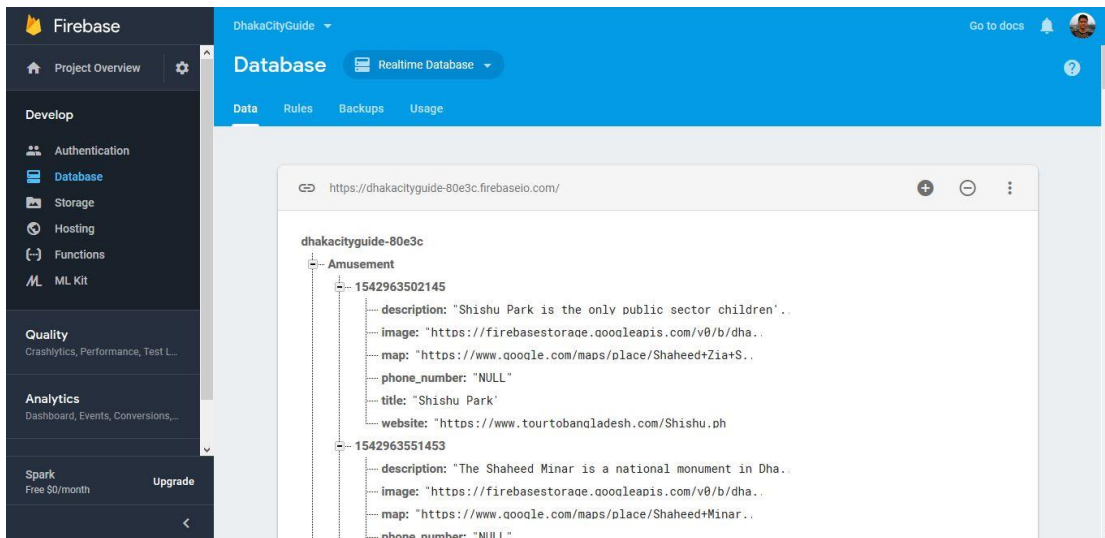 Firebase
Project Overview
Develop
Authentication
Database
Storage
Hosting
Functions
ML Kit
Quality
Crashlytics, Performance, Test L...
Analytics
Dashboard, Events, Conversions,...
Spark
Free $0/month
Upgrade
DhakaCityGuide
Go to docs
Database
Realtime Database
Data Rules Backups Usage
https://dhakacityguide-80e3c.firebaseio.com/
dhakacityguide-80e3c
Amusement
1542963502145
description: "Shishu Park is the only public sector children'..
image: "https://firebasestorage.googleapis.com/v0/b/dha..
map: "https://www.google.com/maps/place/Shaheed+Zia+S..
phone_number: "NULL"
title: "Shishu Park'
website: "https://www.tourtobangladesh.com/Shishu.ph
1542963551453
description: "The Shaheed Minar is a national monument in Dha..
image: "https://firebasestorage.googleapis.com/v0/b/dha..
map: "https://www.google.com/maps/place/Shaheed+Minar..
phone_number: "NULL"